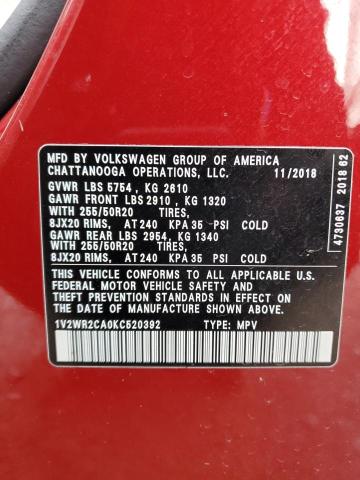 MFD BY VOLKSWAGEN GROUP OF AMERICA
CHATTANOOGA OPERATIONS, LLC. 11/2018
GVWR LBS 5754 , KG 2610
GAWR FRONT LBS 2910 , KG 1320
WITH 255/50R20 TIRES,
8JX20 RIMS, AT 240 KPA 35 PSI COLD
GAWR REAR LBS 2954 , KG 1340
WITH 255/50R20 TIRES,
8JX20 RIMS, AT 240 KPA 35 PSI COLD
THIS VEHICLE CONFORMS TO ALL APPLICABLE U.S.
FEDERAL MOTOR VEHICLE SAFETY AND
THEFT PREVENTION STANDARDS IN EFFECT ON
THE DATE OF MANUFACTURE SHOWN ABOVE.
1V2WR2CA0KC520392 TYPE: MPV
4730637 2018 62